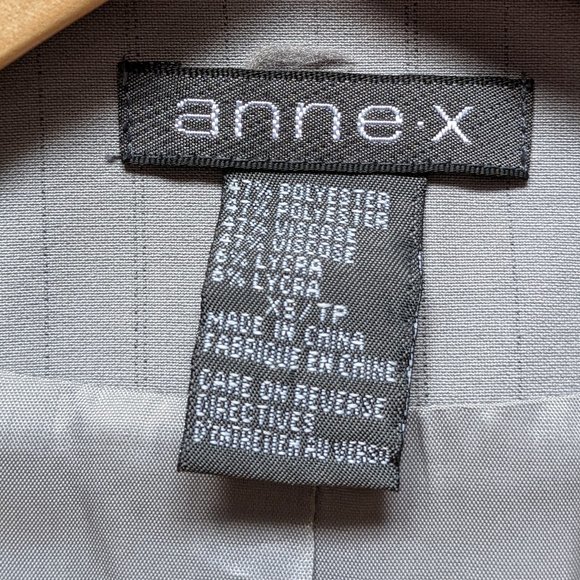 anne·x
47% POLYESTER
47% POLYESTER
47% VISCOSE
47% VISCOSE
6% LYCRA
6% LYCRA
XS/TP
MADE IN CHINA
FABRIQUE EN CHINE
CARE ON REVERSE
DIRECTIVES
D'ENTRETIEN AU VERSO